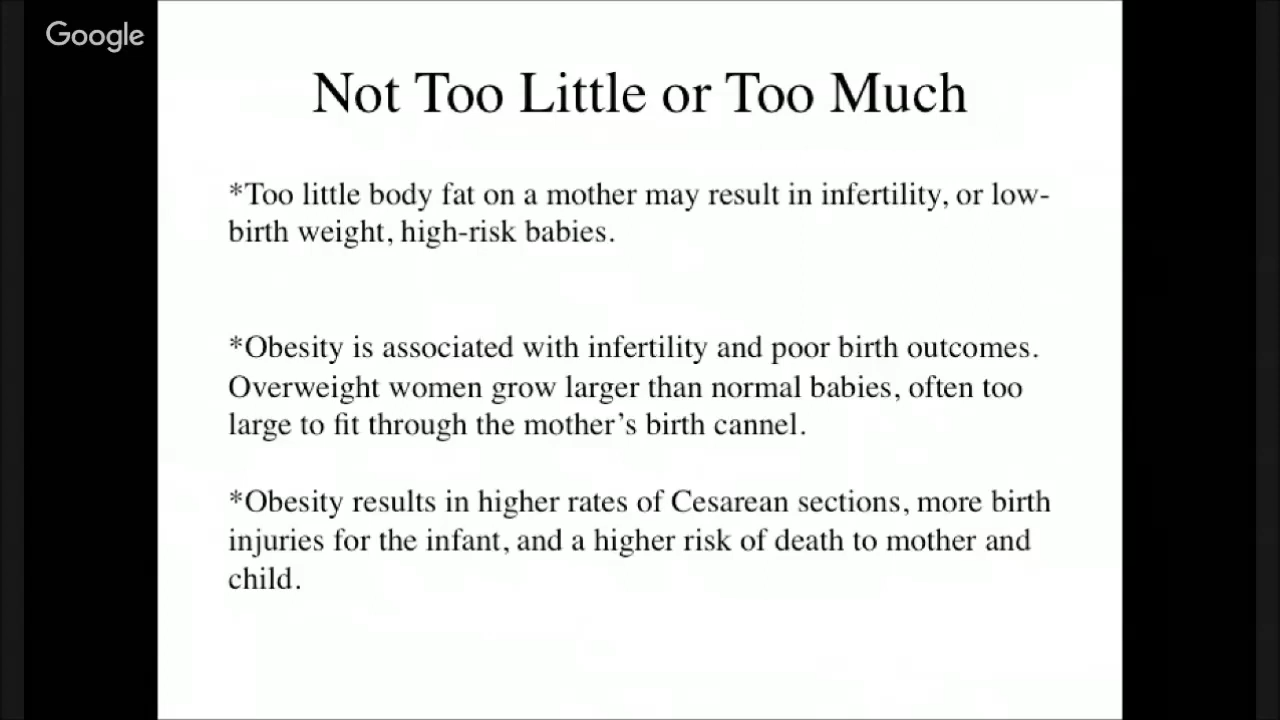 Google
Not Too Little or Too Much
*Too little body fat on a mother may result in infertility, or low-
birth weight, high-risk babies.
*Obesity is associated with infertility and poor birth outcomes.
Overweight women grow larger than normal babies, often too
large to fit through the mother’s birth cannel.
*Obesity results in higher rates of Cesarean sections, more birth
injuries for the infant, and a higher risk of death to mother and
child.